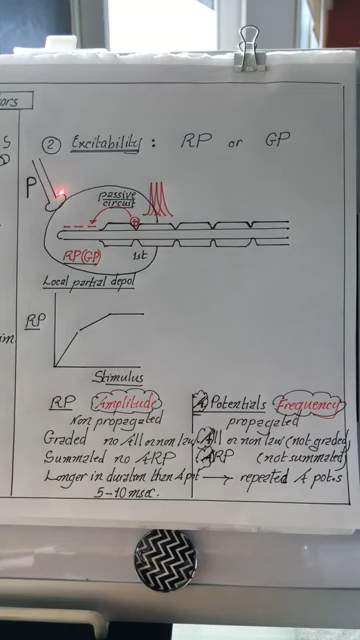 ors
② Excitability : RP or GP
P
passive
circuit
RP(GP)
1st
Local partial depol
RP
Stimulus
RP Amplitude
Non propagated
Graded no All or non law
Summated no ARP
Longer in duration than A pot
5-10 msec.
A Potentials Frequency
propagated
All or non law (not graded)
ARP (not summated)
→ repeated A pot.s